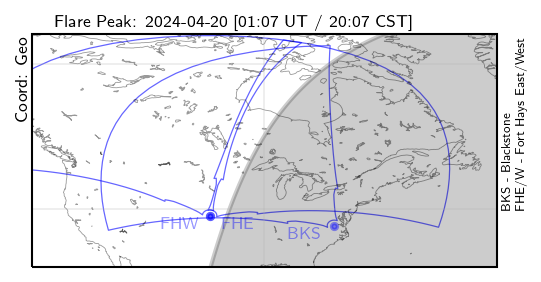 Flare Peak: 2024-04-20 [01:07 UT / 20:07 CST]
Coord: Geo
FHW
FHE
BKS
BKS - Blackstone
FHE/W - Fort Hays East/West